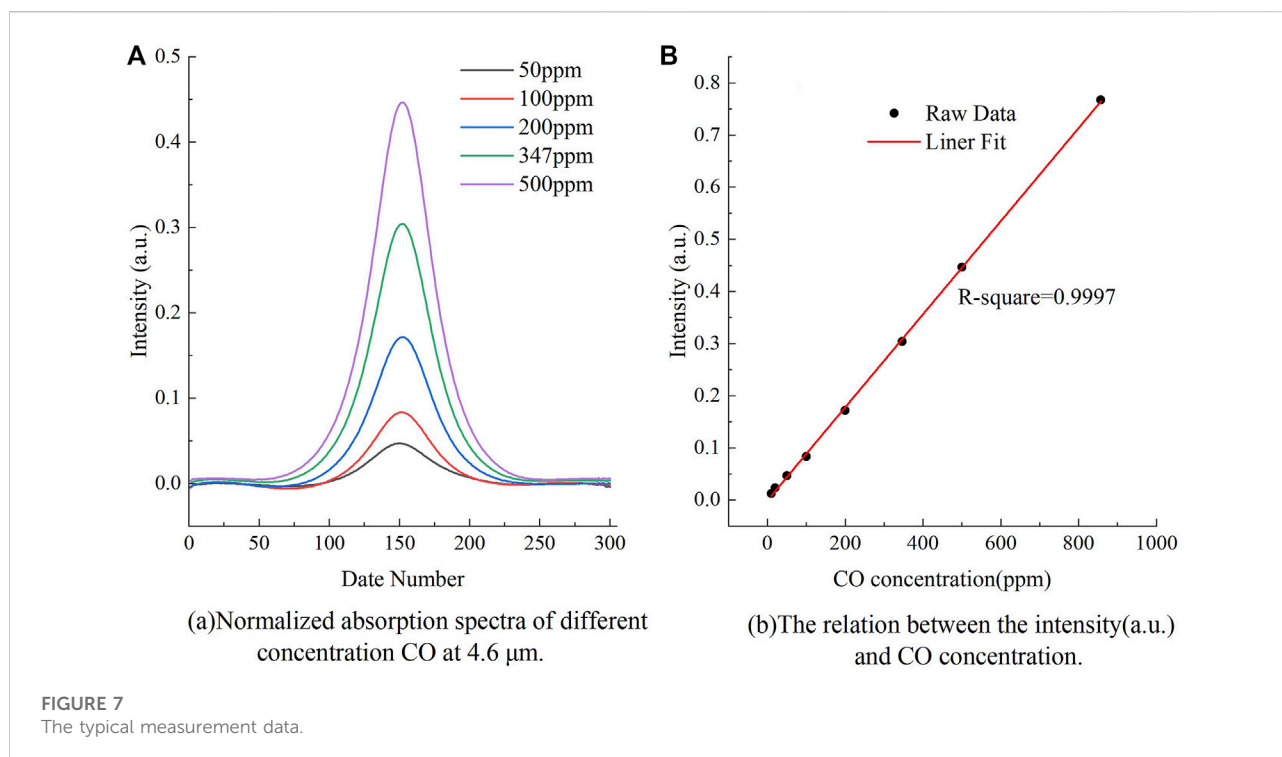 A
0.5
0.4
0.3
0.2
0.1
0.0
Intensity (a.u.)
50ppm
100ppm
200ppm
347ppm
500ppm
0 50 100 150 200 250 300
Date Number
(a)Normalized absorption spectra of different
concentration CO at 4.6 μm.
B
0.8
0.7
0.6
0.5
0.4
0.3
0.2
0.1
0.0
Intensity (a.u.)
Raw Data
Liner Fit
R-square=0.9997
0 200 400 600 800 1000
CO concentration(ppm)
(b)The relation between the intensity(a.u.)
and CO concentration.
FIGURE 7
The typical measurement data.